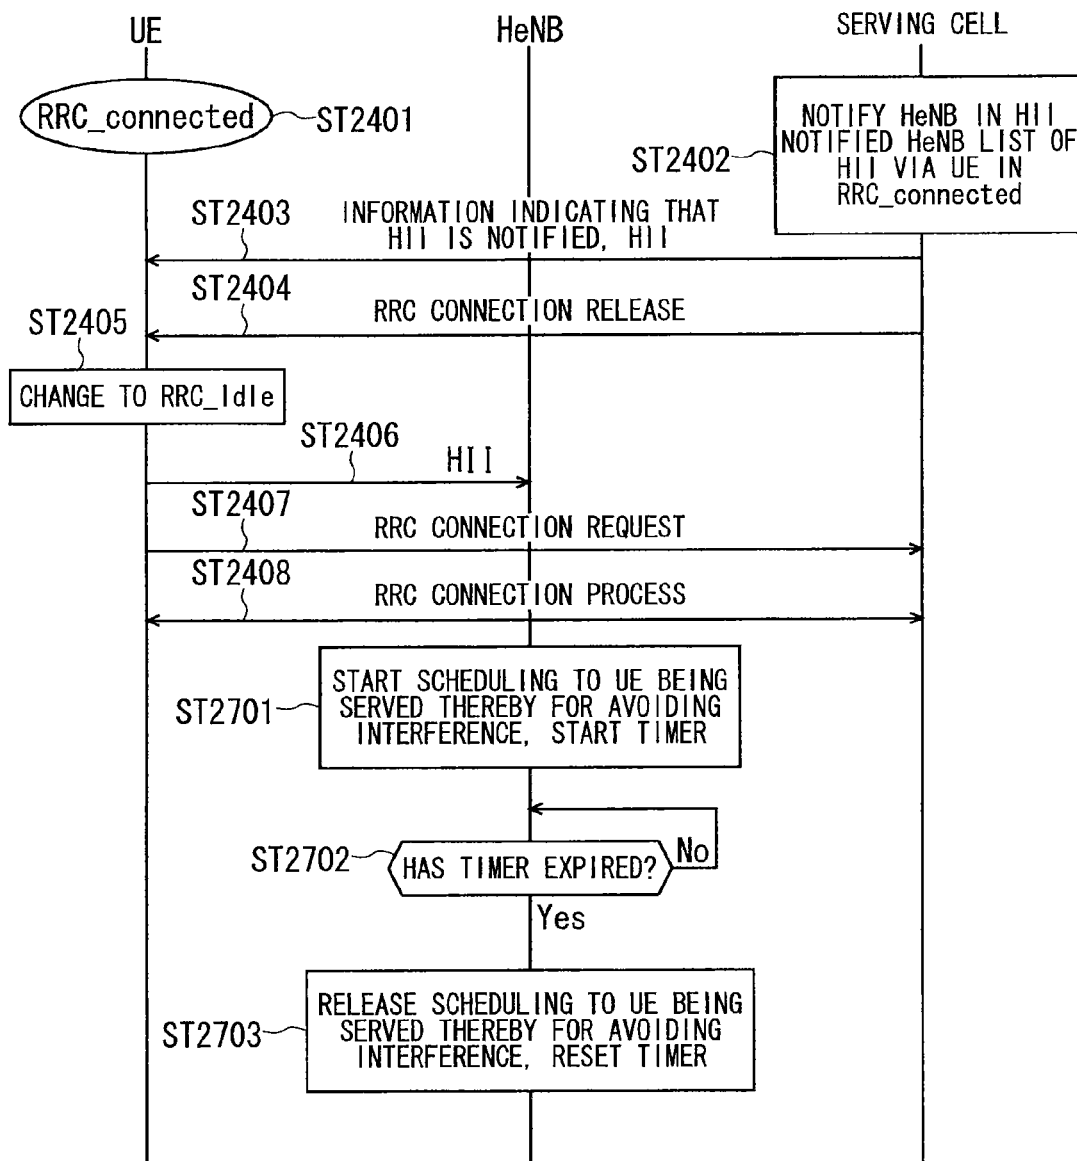 UE
HeNB
SERVING CELL
RRC_connected
ST2401
ST2402
NOTIFY HeNB IN HII
NOTIFIED HeNB LIST OF
HII VIA UE IN
RRC_connected
ST2403
INFORMATION INDICATING THAT
HII IS NOTIFIED, HII
ST2404
RRC CONNECTION RELEASE
ST2405
CHANGE TO RRC_Idle
ST2406
HII
ST2407
RRC CONNECTION REQUEST
ST2408
RRC CONNECTION PROCESS
ST2701
START SCHEDULING TO UE BEING
SERVED THEREBY FOR AVOIDING
INTERFERENCE, START TIMER
ST2702
HAS TIMER EXPIRED?
No
Yes
ST2703
RELEASE SCHEDULING TO UE BEING
SERVED THEREBY FOR AVOIDING
INTERFERENCE, RESET TIMER